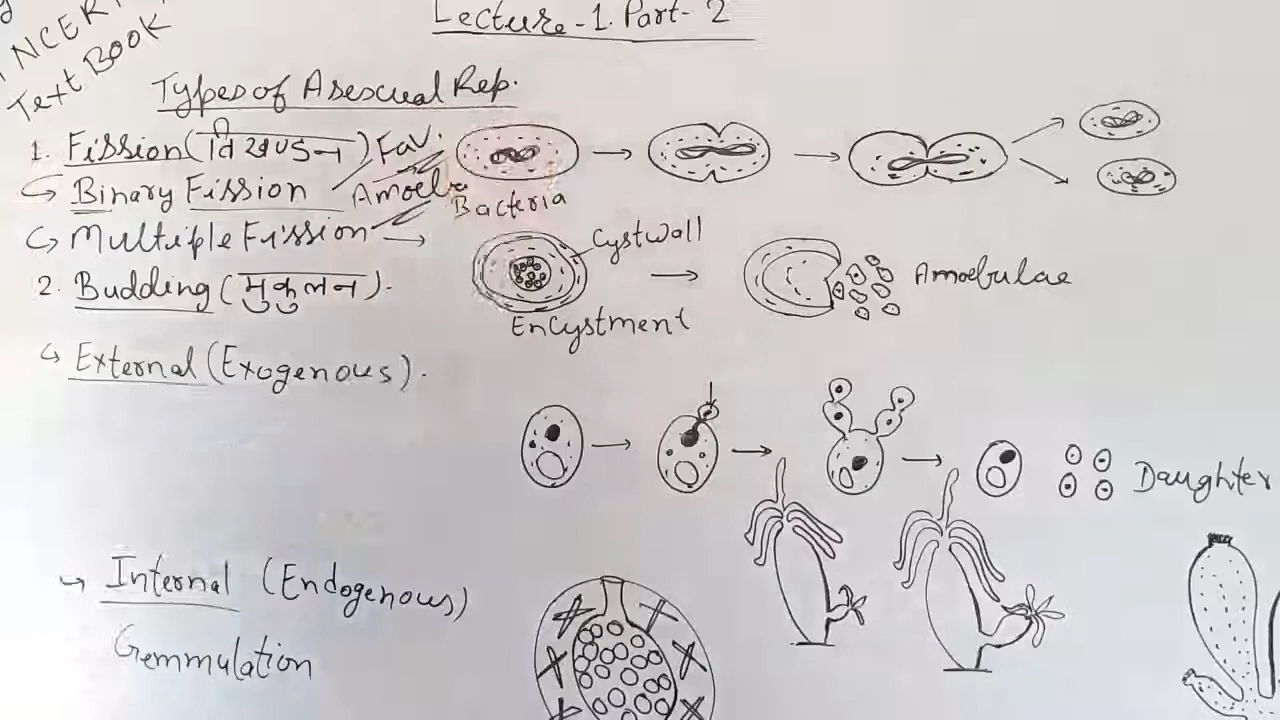 NCERT
Text BOOK
Lecture-1. Part-2
Types of Asexual Rep.
1. Fission (विखण्डन) Fav.
↳ Binary Fission Amoeba
Bacteria
↳ Multiple Fission →
Cystwall
Amoebulae
2. Budding (मुकुलन).
Encystment
↳ External (Exogenous).
Daughter
↳ Internal (Endogenous)
Gemmulation